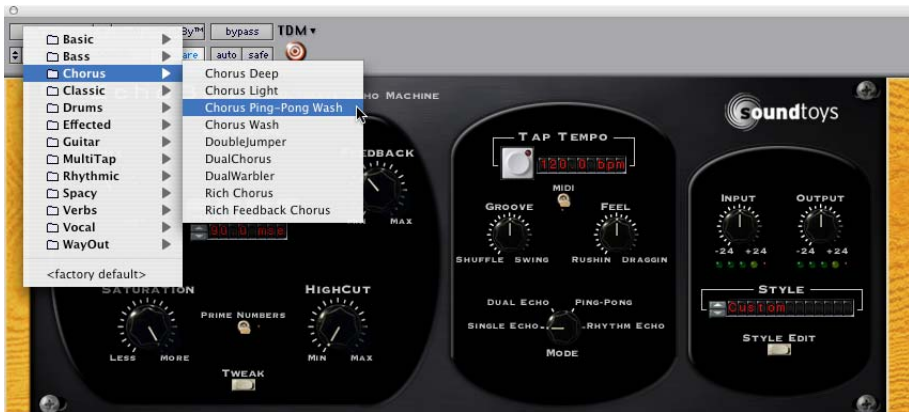 By™ bypass TDM
auto safe
Basic
Bass
Chorus
Classic
Drums
Effected
Guitar
MultiTap
Rhythmic
Spacy
Verbs
Vocal
WayOut
<factory default>
Chorus Deep
Chorus Light
Chorus Ping-Pong Wash
Chorus Wash
DoubleJumper
DualChorus
DualWarbler
Rich Chorus
Rich Feedback Chorus
MACHINE
MAX
SATURATION
LESS MORE
PRIME NUMBERS
HIGHCUT
MIN MAX
TWEAK
TAP TEMPO
120.0 bpm
MIDI
GROOVE FEEL
SHUFFLE SWING RUSHIN DRAGGIN
DUAL ECHO PING-PONG
SINGLE ECHO RHYTHM ECHO
MODE
soundtoys
INPUT OUTPUT
-24 +24 -24 +24
STYLE
Custom
STYLE EDIT